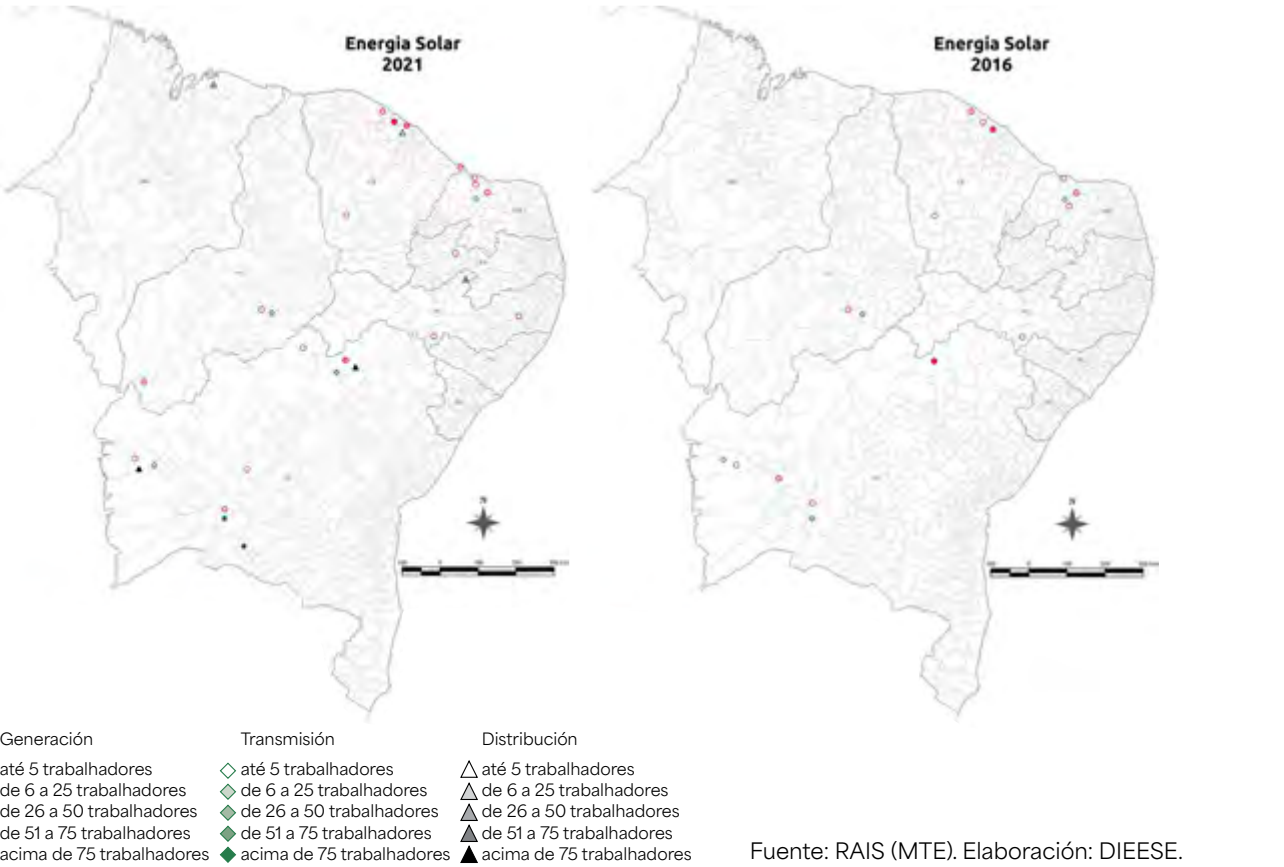 Energia Solar
2021
Energia Solar
2016
N
N
Generación
até 5 trabalhadores
de 6 a 25 trabalhadores
de 26 a 50 trabalhadores
de 51 a 75 trabalhadores
acima de 75 trabalhadores
Transmisión
até 5 trabalhadores
de 6 a 25 trabalhadores
de 26 a 50 trabalhadores
de 51 a 75 trabalhadores
acima de 75 trabalhadores
Distribución
até 5 trabalhadores
de 6 a 25 trabalhadores
de 26 a 50 trabalhadores
de 51 a 75 trabalhadores
acima de 75 trabalhadores
Fuente: RAIS (MTE). Elaboración: DIEESE.